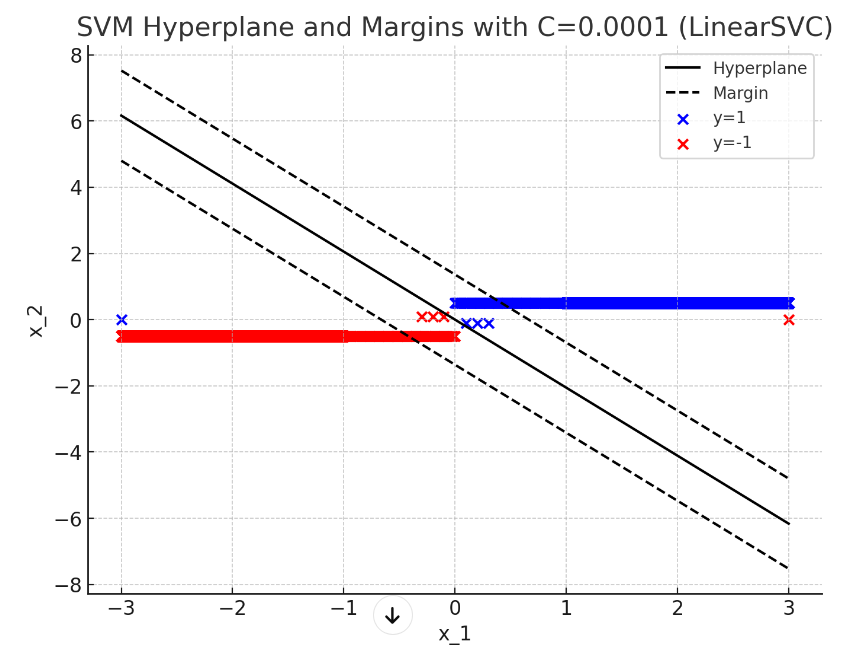 SVM Hyperplane and Margins with C=0.0001 (LinearSVC)
Hyperplane
Margin
y=1
y=-1
8
6
4
2
0
−2
−4
−6
−8
x_2
−3
−2
−1
0
1
2
3
x_1